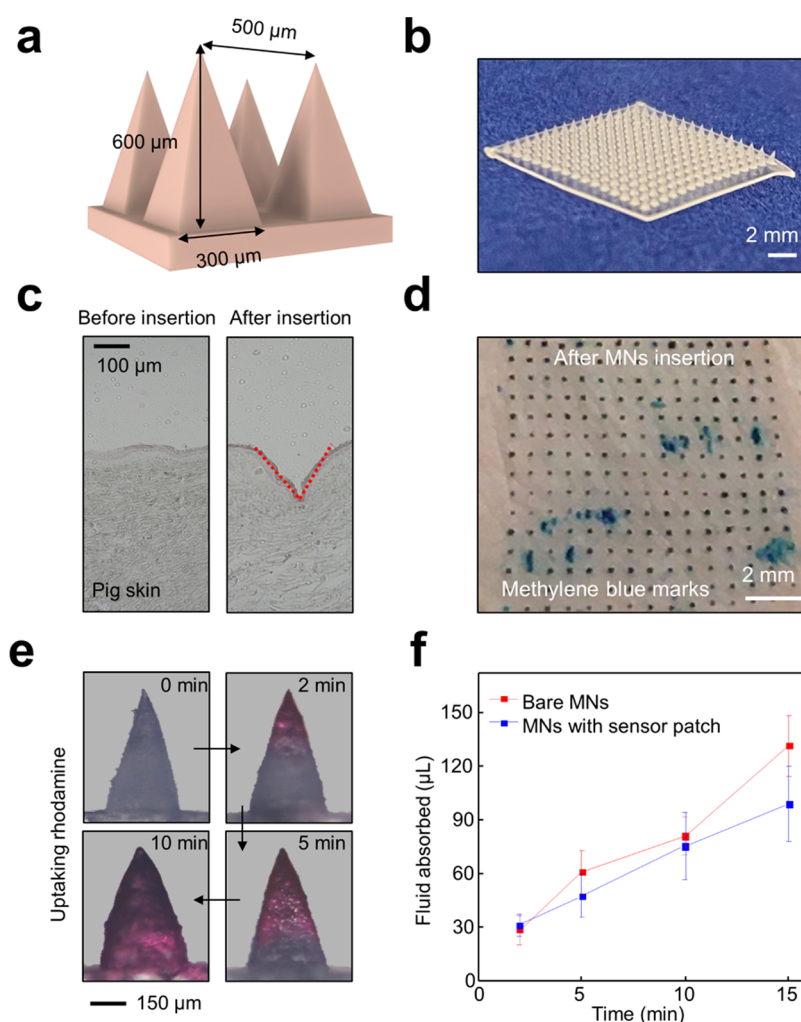 a
500 µm
600 µm
300 µm
b
2 mm
c
Before insertion
After insertion
100 µm
Pig skin
d
After MNs insertion
Methylene blue marks
2 mm
e
Uptaking rhodamine
0 min
2 min
10 min
5 min
150 µm
f
Bare MNs
MNs with sensor patch
Fluid absorbed (µL)
150
120
90
60
30
0
0
5
10
15
Time (min)